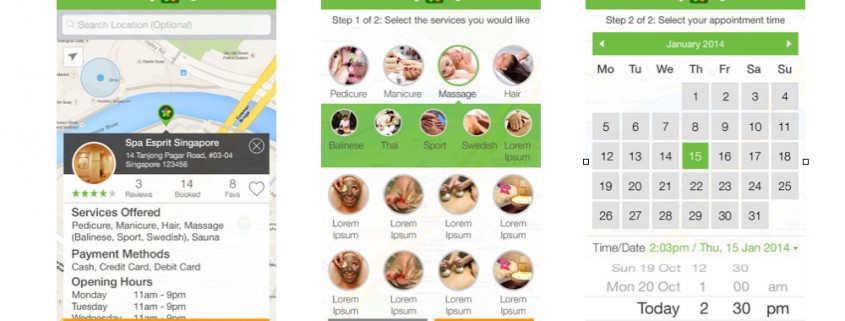 Search Location (Optional)
Spa Esprit Singapore
14 Tanjong Pagar Road, #03-04
Singapore 123456
3 14 8
Reviews Booked Favs
Services Offered
Pedicure, Manicure, Hair, Massage
(Balinese, Sport, Swedish), Sauna
Payment Methods
Cash, Credit Card, Debit Card
Opening Hours
Monday 11am - 9pm
Tuesday 11am - 9pm
Wednesday 11am - 9pm
Step 1 of 2: Select the services you would like
Pedicure Manicure Massage Hair
Balinese Thai Sport Swedish Lorem
Ipsum
Lorem Lorem Lorem Lorem
Ipsum Ipsum Ipsum Ipsum
Lorem Lorem Lorem Lorem
Ipsum Ipsum Ipsum Ipsum
Step 2 of 2: Select your appointment time
January 2014
Mo Tu We Th Fr Sa Su
1 2 3 4
5 6 7 8 9 10 11
12 13 14 15 16 17 18
19 20 21 22 23 24 25
26 27 28 29 30 31
Time/Date 2:03pm / Thu, 15 Jan 2014
Sun 19 Oct 12 30
Mon 20 Oct 1 00 am
Today 2 30 pm